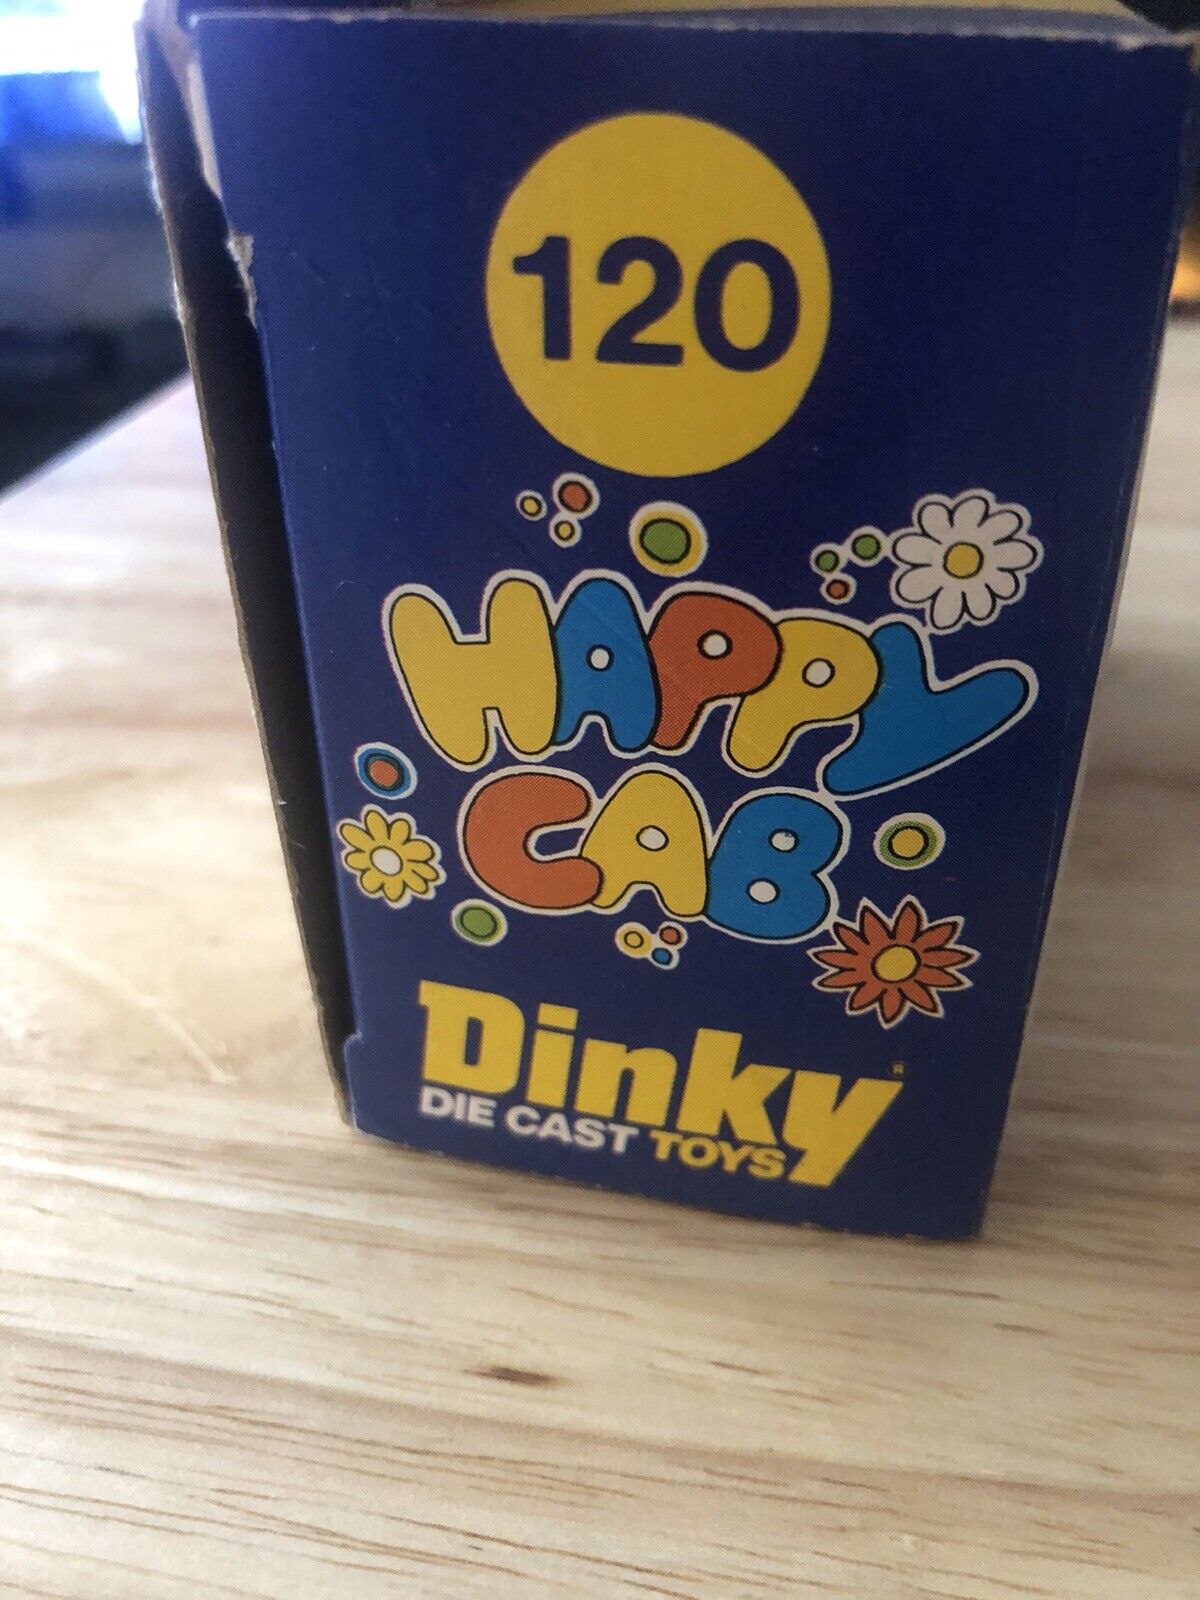 120
HAPPY
CAB
Dinky®
DIE CAST TOYS